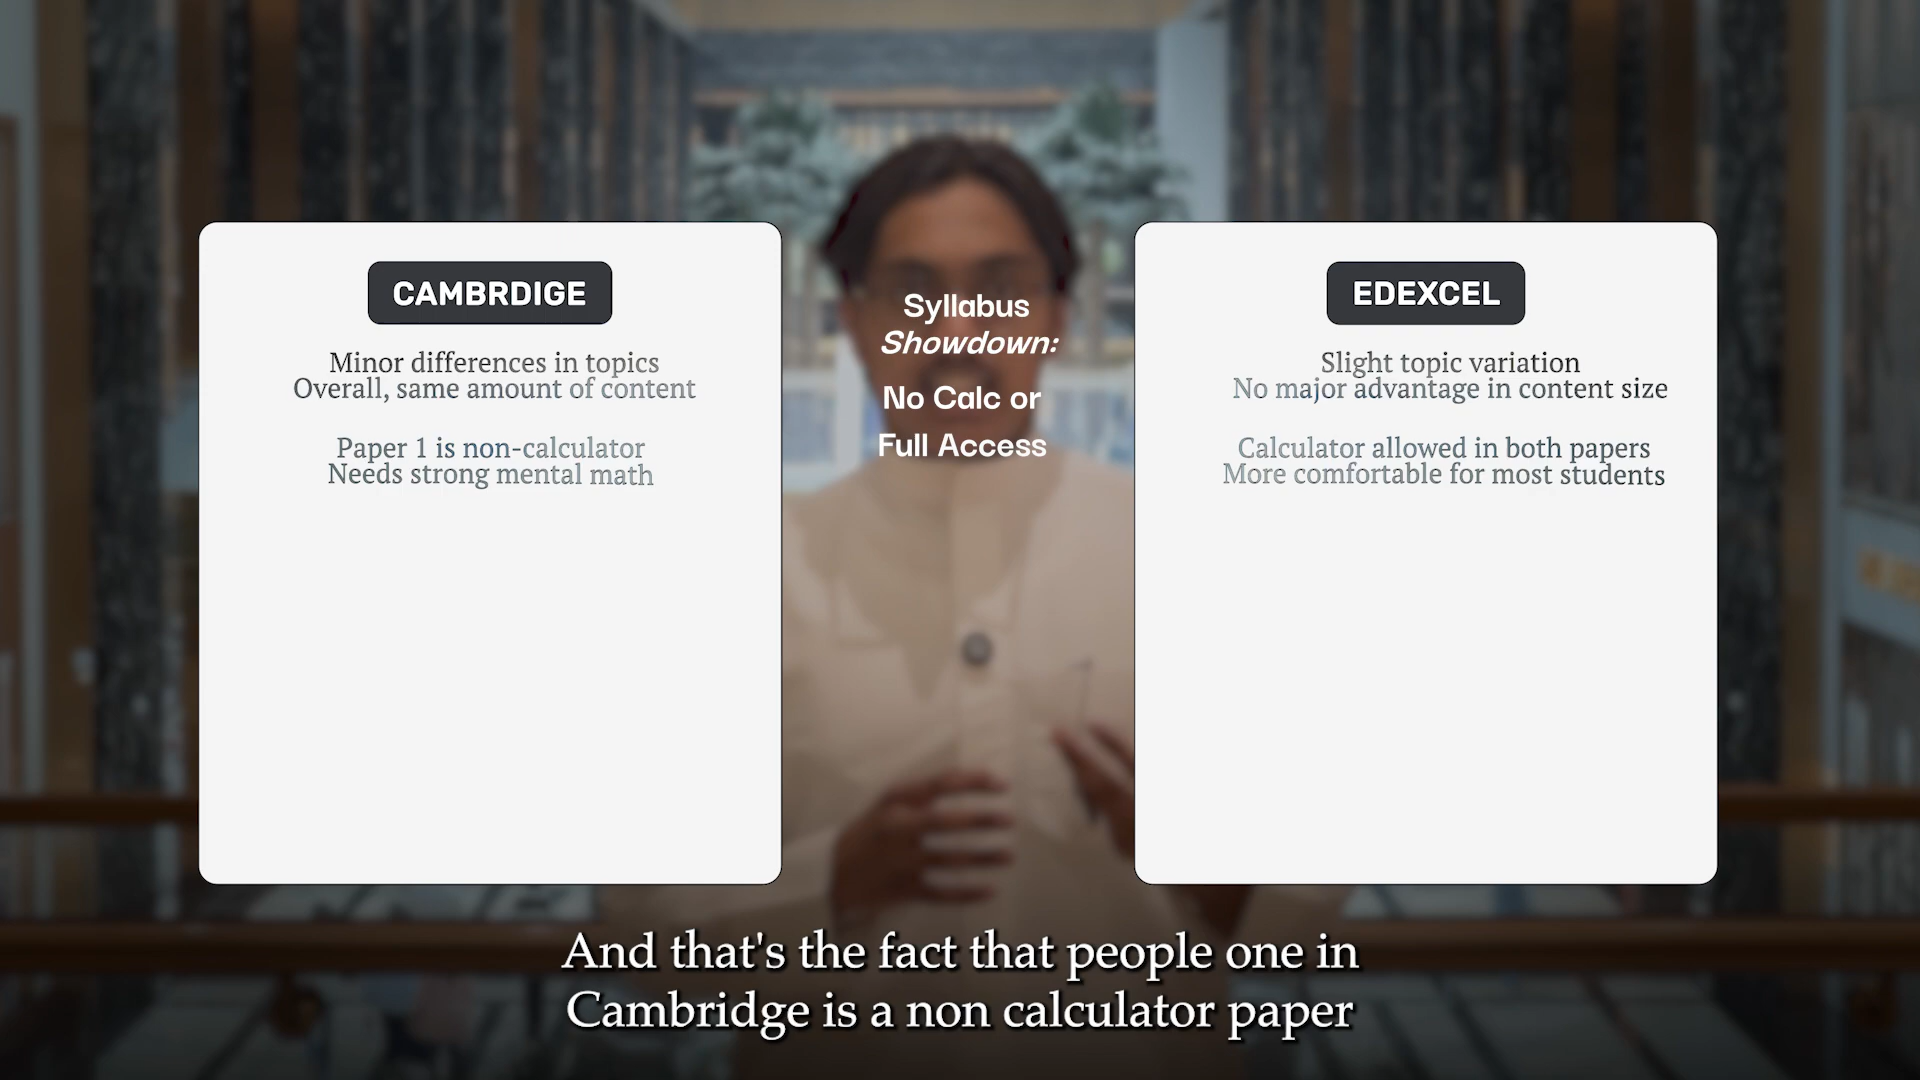 CAMBRDIGE
Minor differences in topics
Overall, same amount of content
Paper 1 is non-calculator
Needs strong mental math
Syllabus
Showdown:
No Calc or
Full Access
EDEXCEL
Slight topic variation
No major advantage in content size
Calculator allowed in both papers
More comfortable for most students
And that's the fact that people one in
Cambridge is a non calculator paper